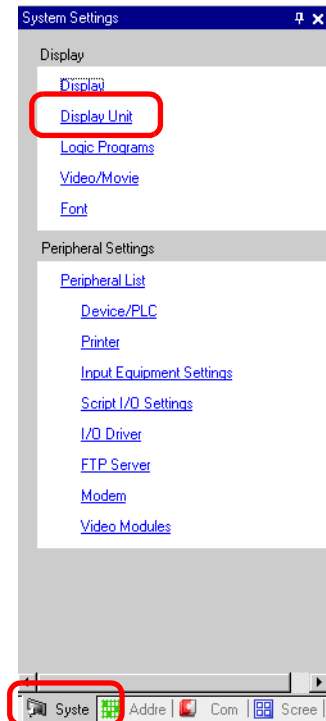 System Settings
Display
Display
Display Unit
Logic Programs
Video/Movie
Font
Peripheral Settings
Peripheral List
Device/PLC
Printer
Input Equipment Settings
Script I/O Settings
I/O Driver
FTP Server
Modem
Video Modules
Syste Addre Com Scree